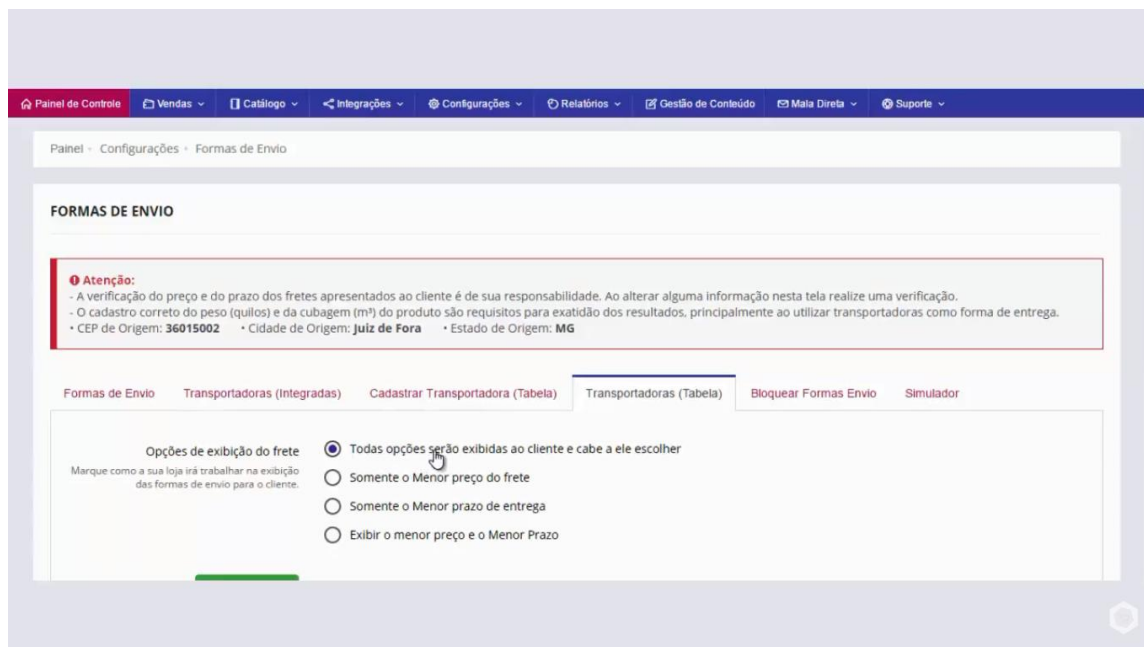 Painel de Controle Vendas Catálogo Integrações Configurações Relatórios Gestão de Conteúdo Mala Direta Suporte
Painel Configurações Formas de Envio
FORMAS DE ENVIO
Atenção:
- A verificação do preço e do prazo dos fretes apresentados ao cliente é de sua responsabilidade. Ao alterar alguma informação nesta tela realize uma verificação.
- O cadastro correto do peso (quilos) e da cubagem (m³) do produto são requisitos para exatidão dos resultados, principalmente ao utilizar transportadoras como forma de entrega.
• CEP de Origem: 36015002 • Cidade de Origem: Juiz de Fora • Estado de Origem: MG
Formas de Envio Transportadoras (Integradas) Cadastrar Transportadora (Tabela) Transportadoras (Tabela) Bloquear Formas Envio Simulador
Opções de exibição do frete
Marque como a sua loja irá trabalhar na exibição
das formas de envio para o cliente.
Todas opções serão exibidas ao cliente e cabe a ele escolher
Somente o Menor preço do frete
Somente o Menor prazo de entrega
Exibir o menor preço e o Menor Prazo